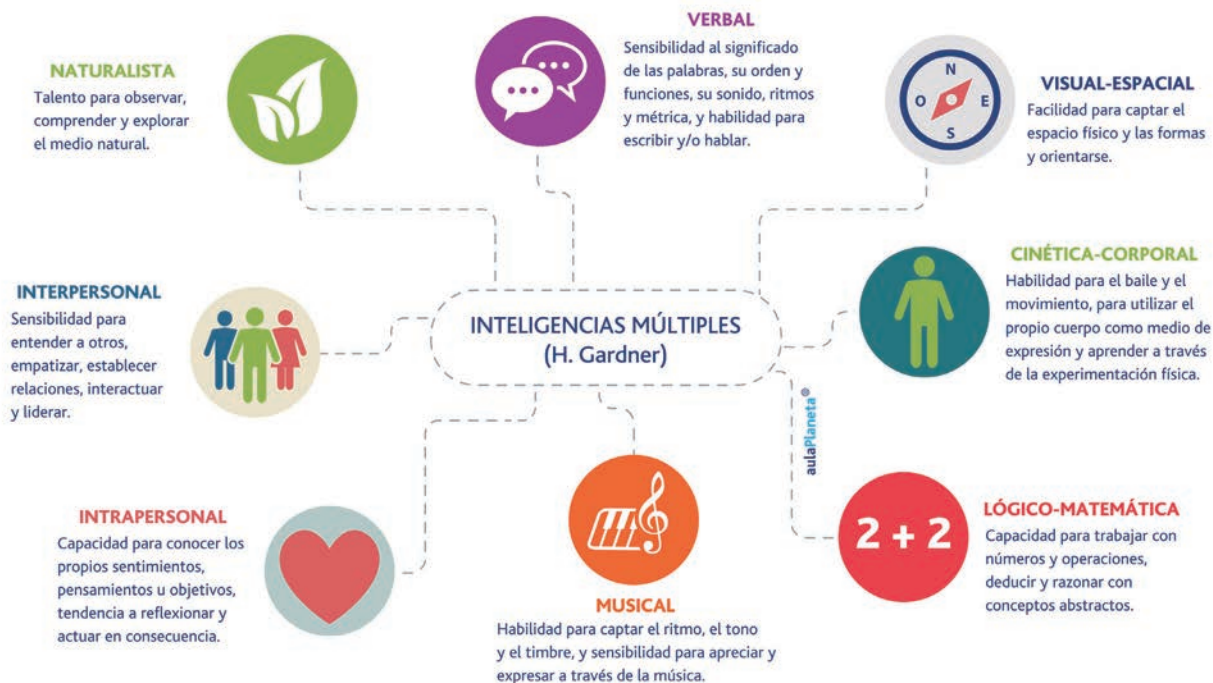 NATURALISTA
Talento para observar,
comprender y explorar
el medio natural.
VERBAL
Sensibilidad al significado
de las palabras, su orden y
funciones, su sonido, ritmos
y métrica, y habilidad para
escribir y/o hablar.
N
O
E
S
VISUAL-ESPACIAL
Facilidad para captar el
espacio físico y las formas
y orientarse.
INTERPERSONAL
Sensibilidad para
entender a otros,
empatizar, establecer
relaciones, interactuar
y liderar.
INTELIGENCIAS MÚLTIPLES
(H. Gardner)
CINÉTICA-CORPORAL
Habilidad para el baile y el
movimiento, para utilizar el
propio cuerpo como medio de
expresión y aprender a través
de la experimentación física.
aulaPlaneta
INTRAPERSONAL
Capacidad para conocer los
propios sentimientos,
pensamientos u objetivos,
tendencia a reflexionar y
actuar en consecuencia.
MUSICAL
Habilidad para captar el ritmo, el tono
y el timbre, y sensibilidad para apreciar y
expresar a través de la música.
2 + 2
LÓGICO-MATEMÁTICA
Capacidad para trabajar con
números y operaciones,
deducir y razonar con
conceptos abstractos.